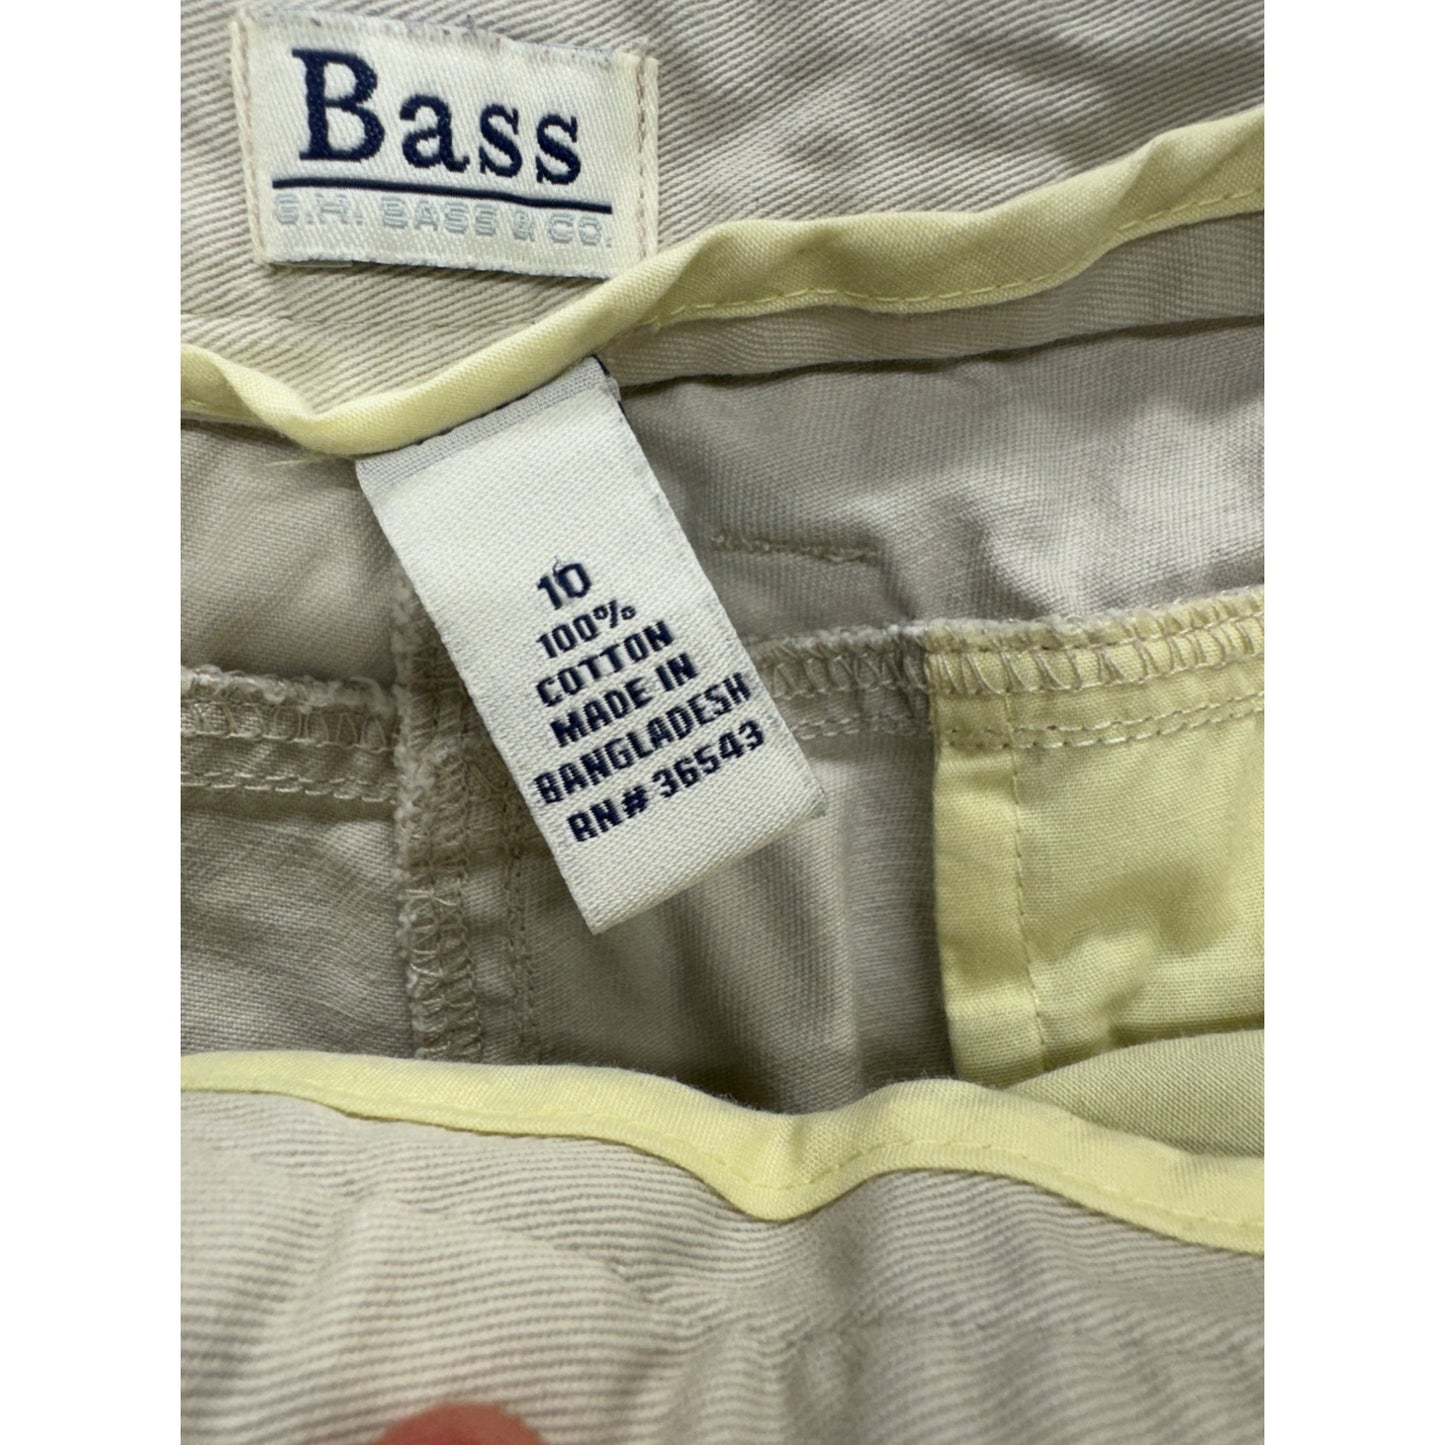 Bass
G.H. BASS & CO.
10
100%
COTTON
MADE IN
BANGLADESH
RN# 36543